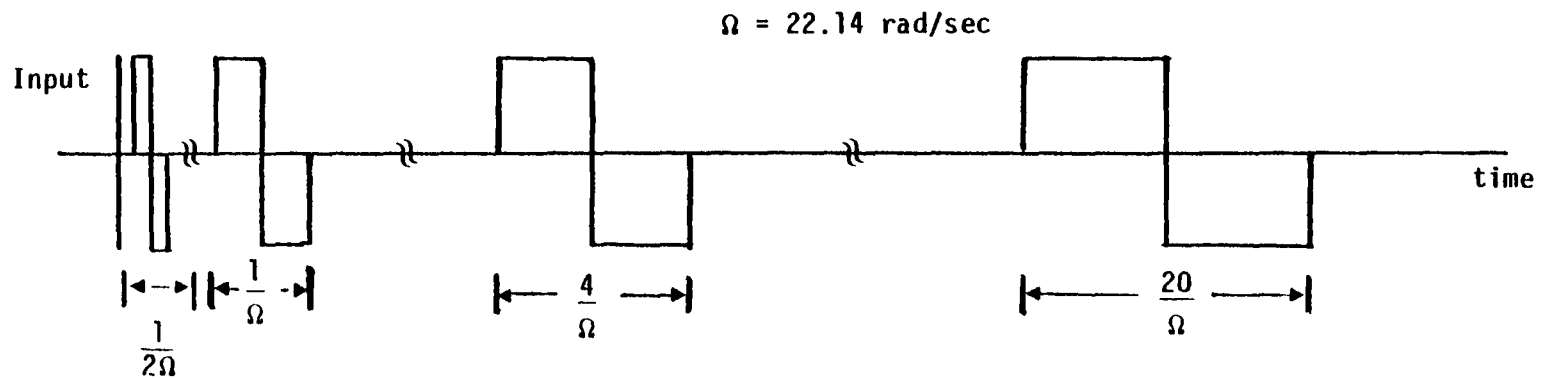 Ω = 22.14 rad/sec
Input
time
1/2Ω
1/Ω
4/Ω
20/Ω